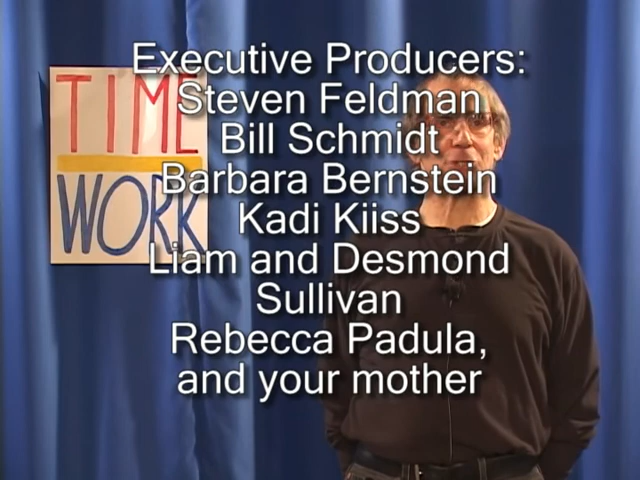 Executive Producers:
Steven Feldman
Bill Schmidt
Barbara Bernstein
Kadi Kiiss
Liam and Desmond
Sullivan
Rebecca Padula,
and your mother
TIME
WORK